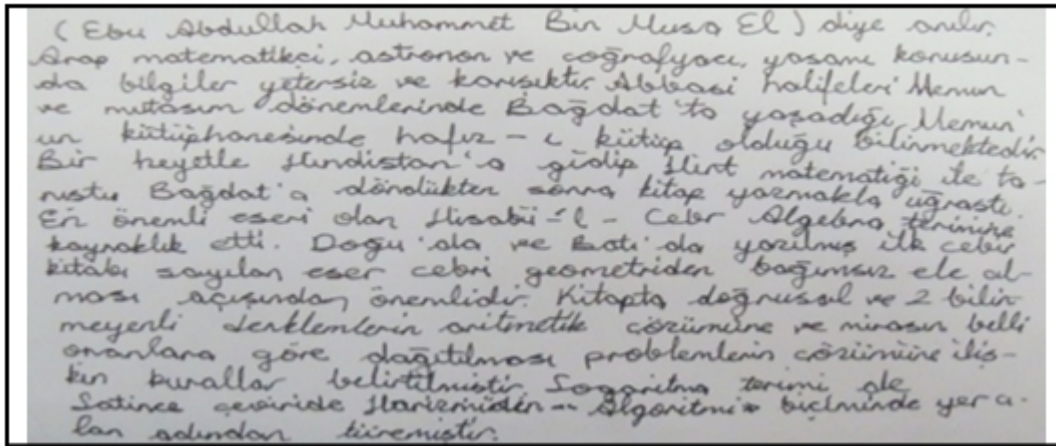 ( Ebu Abdullah Muhammet Bin Musa El ) diye anılır.
Arap matematikçi, astronon ve coğrafyacı, yaşamı konusun-
da bilgiler yetersiz ve karışıktır. Abbasi halifeleri Memun
ve mutasım dönemlerinde Bağdat'ta yaşadığı, Memun'
un kütüphanesinde hafız - ı kütüp olduğu bilinmektedir.
Bir heyetle Hindistan'a gidip Hint matematiği ile ta-
nıştı Bağdat'a döndükten sonra kitap yazmakla uğraştı.
En önemli eseri olan Hisabü-'l - Cebr Algebra terimine
kaynaklık etti. Doğu'da ve Batı'da yazılmış ilk cebir
kitabı sayılan eser cebri geometriden bağımsız ele al-
ması açısından, önemlidir. Kitapta doğrussal ve 2 bilin
meyenli denklemlerin aritmetik çözümüne ve mirasın belli
oranlara göre dağıtılması problemlerin çözümüne iliş-
kin kurallar belirtilmiştir. Logaritma terimi de
Latince çeviride Harizmiden -- Algoritmi- biçiminde yer a-
lan adından türemiştir.